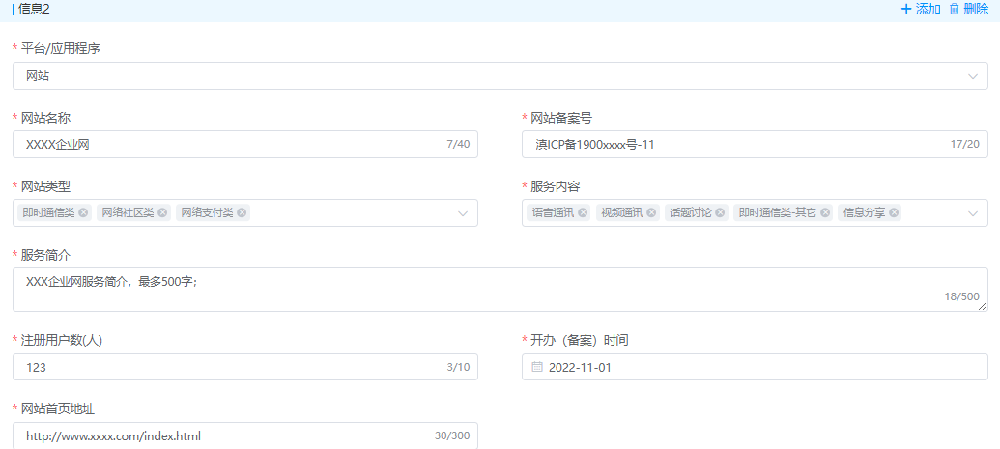 信息2 添加 删除
* 平台/应用程序
网站
* 网站名称 * 网站备案号
XXXX企业网 7/40 滇ICP备1900xxxx号-11 17/20
* 网站类型 * 服务内容
即时通信类 网络社区类 网络支付类 语音通讯 视频通讯 话题讨论 即时通信类-其它 信息分享
* 服务简介
XXX企业网服务简介，最多500字;
18/500
* 注册用户数(人) * 开办（备案）时间
123 3/10 2022-11-01
* 网站首页地址
http://www.xxxx.com/index.html 30/300